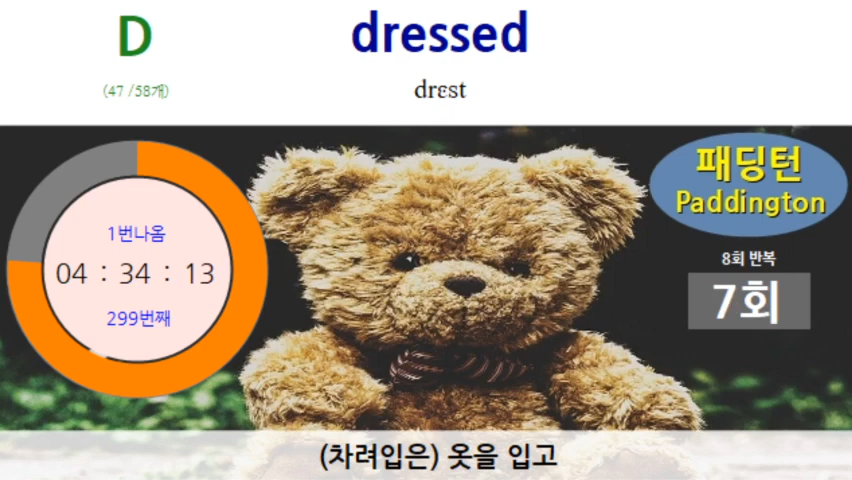 D
dressed
(47 /58개)
drɛst
패딩턴
Paddington
1번나옴
04 : 34 : 13
299번째
8회 반복
7회
(차려입은) 옷을 입고